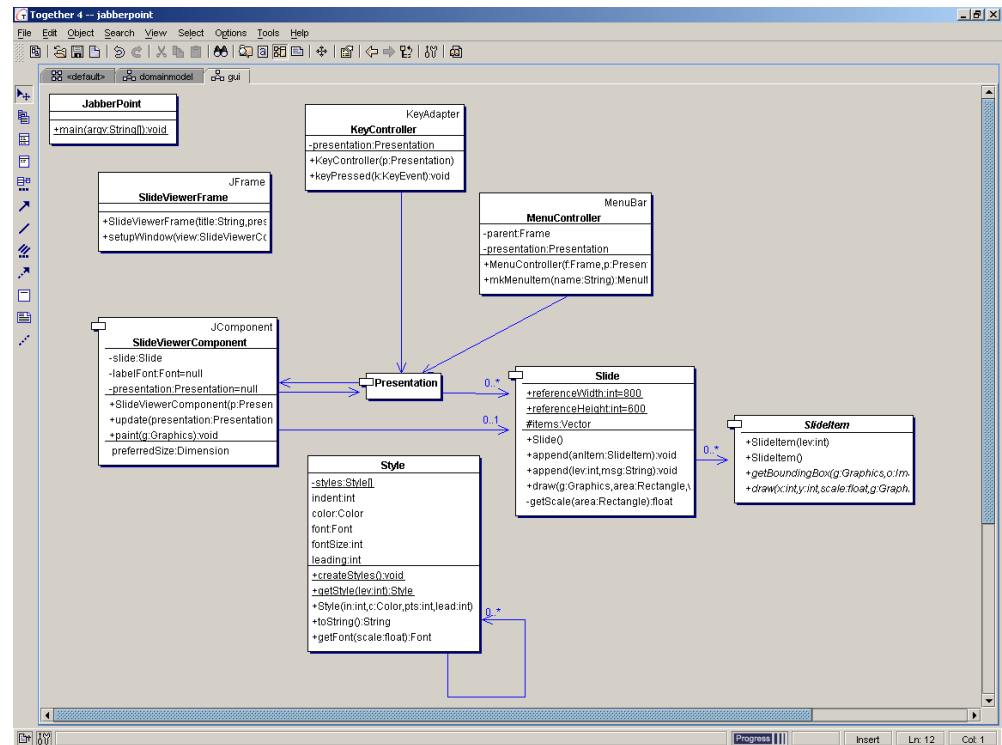 Together 4 -- jabberpoint
File Edit Object Search View Select Options Tools Help
«default» domainmodel gui
JabberPoint
+main(argv:String[]):void
KeyAdapter
KeyController
-presentation:Presentation
+KeyController(p:Presentation)
+keyPressed(k:KeyEvent):void
JFrame
SlideViewerFrame
+SlideViewerFrame(title:String,pres
+setupWindow(view:SlideViewerCo
MenuBar
MenuController
-parent:Frame
-presentation:Presentation
+MenuController(f:Frame,p:Presen
+mkMenuItem(name:String):MenuI
JComponent
SlideViewerComponent
-slide:Slide
-labelFont:Font=null
-presentation:Presentation=null
+SlideViewerComponent(p:Presen
+update(presentation:Presentation
+paint(g:Graphics):void
preferredSize:Dimension
Presentation
0..*
0..1
Slide
+referenceWidth:int=800
+referenceHeight:int=600
#items:Vector
+Slide()
+append(anItem:SlideItem):void
+append(lev:int,msg:String):void
+draw(g:Graphics,area:Rectangle,
-getScale(area:Rectangle):float
0..*
SlideItem
+SlideItem(lev:int)
+SlideItem()
+getBoundingBox(g:Graphics,o:Im
+draw(x:int,y:int,scale:float,g:Graph
Style
-styles:Style[]
indent:int
color:Color
font:Font
fontSize:int
leading:int
+createStyles():void
+getStyle(lev:int):Style
+Style(in:int,c:Color,pts:int,lead:int)
+toString():String
+getFont(scale:float):Font
0..*
Progress Insert Ln: 12 Col: 1